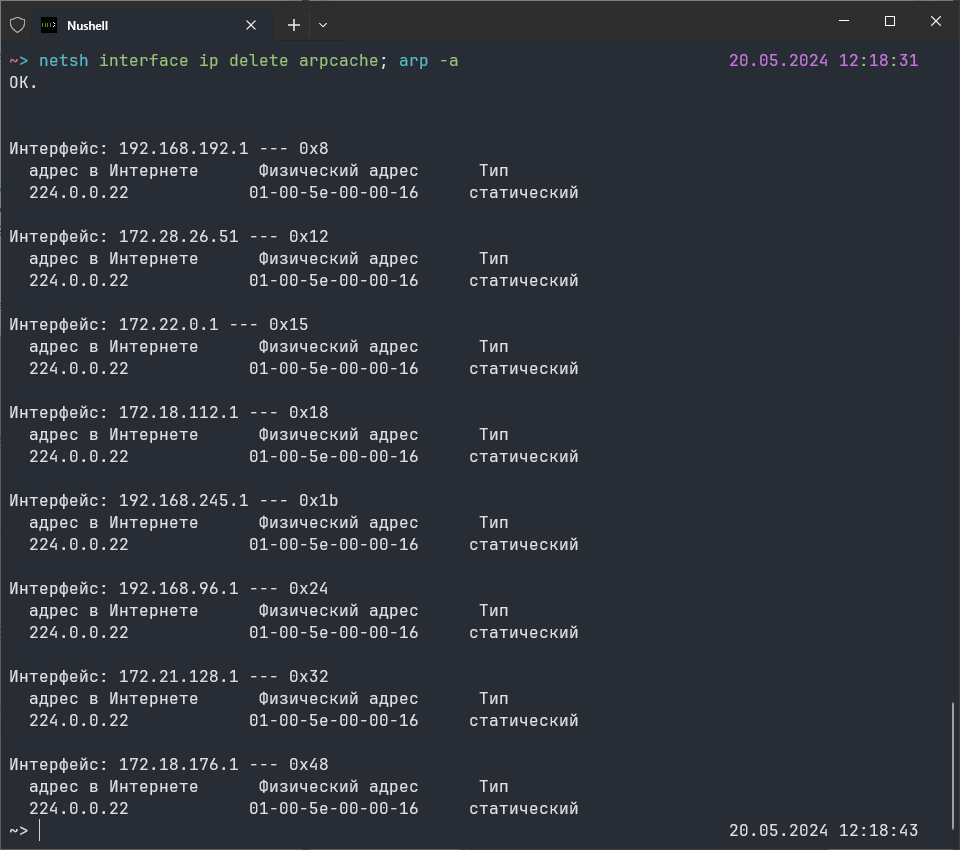 Nushell
~> netsh interface ip delete arpcache; arp -a 20.05.2024 12:18:31
ОК.
Интерфейс: 192.168.192.1 --- 0x8
адрес в Интернете Физический адрес Тип
224.0.0.22 01-00-5e-00-00-16 статический
Интерфейс: 172.28.26.51 --- 0x12
адрес в Интернете Физический адрес Тип
224.0.0.22 01-00-5e-00-00-16 статический
Интерфейс: 172.22.0.1 --- 0x15
адрес в Интернете Физический адрес Тип
224.0.0.22 01-00-5e-00-00-16 статический
Интерфейс: 172.18.112.1 --- 0x18
адрес в Интернете Физический адрес Тип
224.0.0.22 01-00-5e-00-00-16 статический
Интерфейс: 192.168.245.1 --- 0x1b
адрес в Интернете Физический адрес Тип
224.0.0.22 01-00-5e-00-00-16 статический
Интерфейс: 192.168.96.1 --- 0x24
адрес в Интернете Физический адрес Тип
224.0.0.22 01-00-5e-00-00-16 статический
Интерфейс: 172.21.128.1 --- 0x32
адрес в Интернете Физический адрес Тип
224.0.0.22 01-00-5e-00-00-16 статический
Интерфейс: 172.18.176.1 --- 0x48
адрес в Интернете Физический адрес Тип
224.0.0.22 01-00-5e-00-00-16 статический
~> 20.05.2024 12:18:43